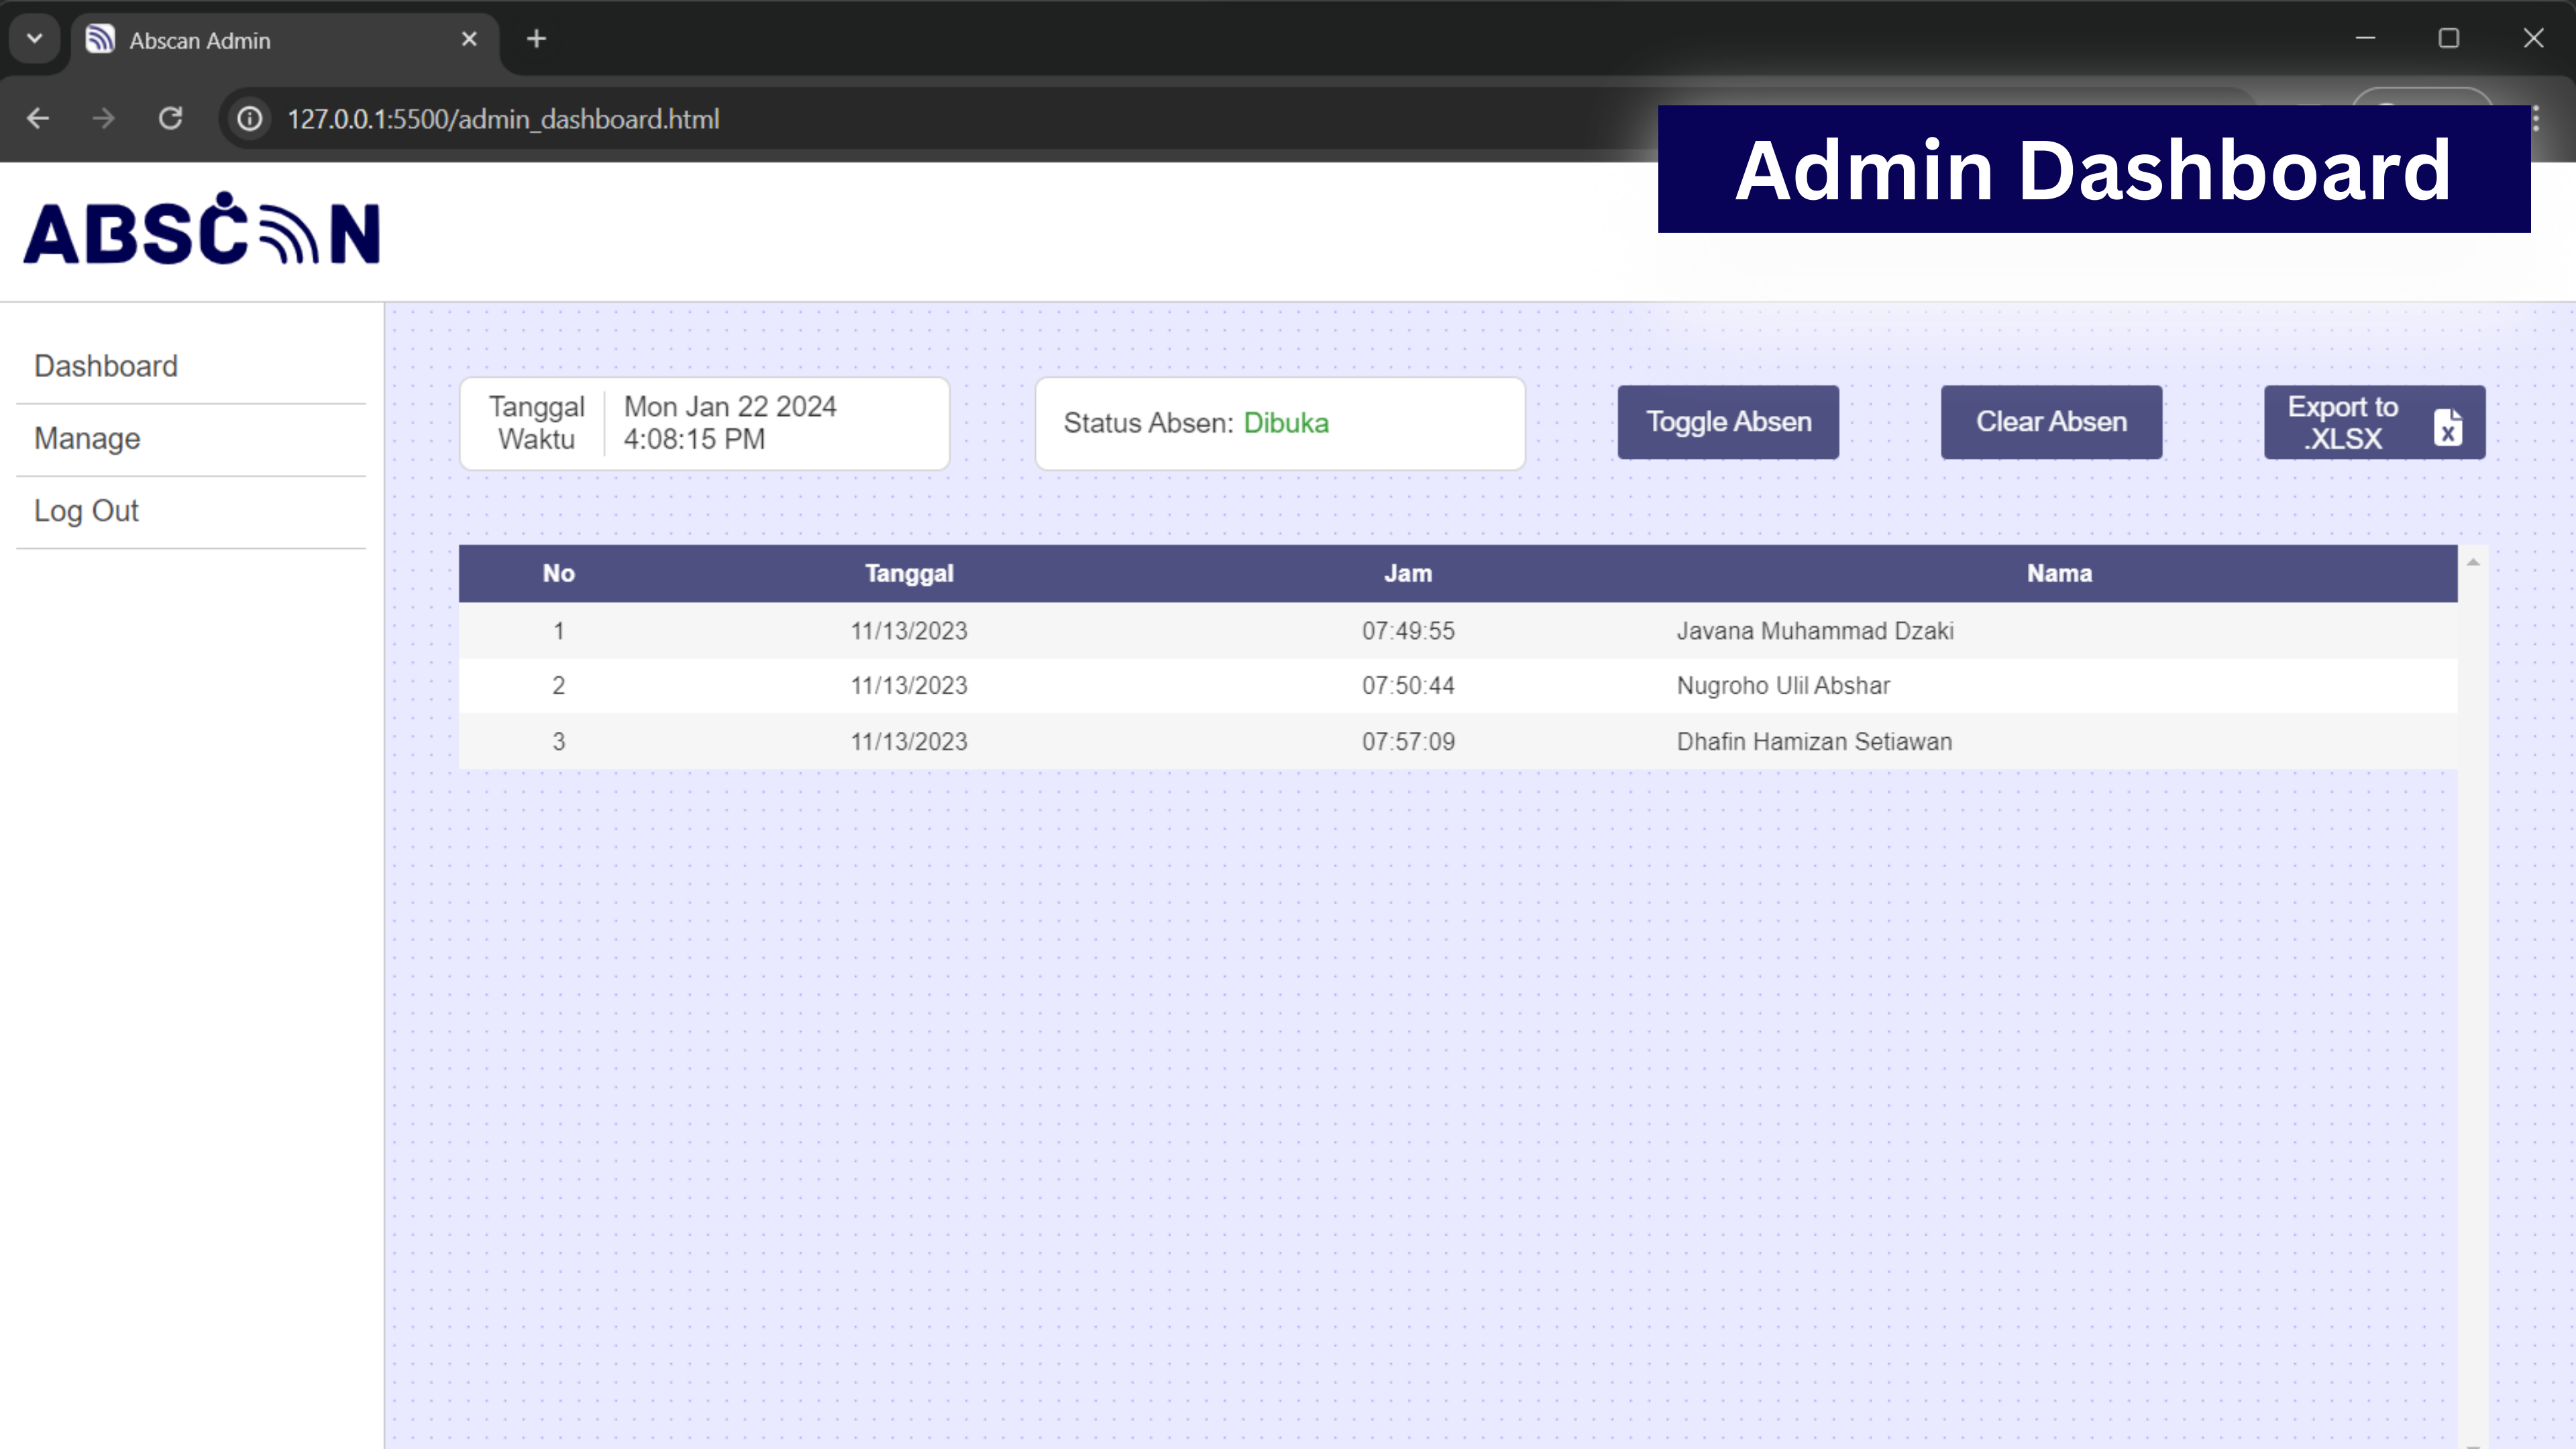 Abscan Admin
127.0.0.1:5500/admin_dashboard.html
Admin Dashboard
ABSCAN
Dashboard
Manage
Log Out
Tanggal
Waktu
Mon Jan 22 2024
4:08:15 PM
Status Absen: Dibuka
Toggle Absen
Clear Absen
Export to
.XLSX
No Tanggal Jam Nama
1 11/13/2023 07:49:55 Javana Muhammad Dzaki
2 11/13/2023 07:50:44 Nugroho Ulil Abshar
3 11/13/2023 07:57:09 Dhafin Hamizan Setiawan